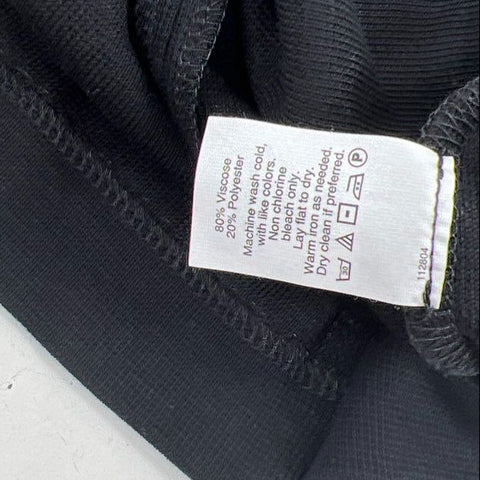 80% Viscose
20% Polyester
Machine wash cold,
with like colors.
Non chlorine
bleach only.
Lay flat to dry.
Warm iron as needed.
Dry clean if preferred.
30
P
112804